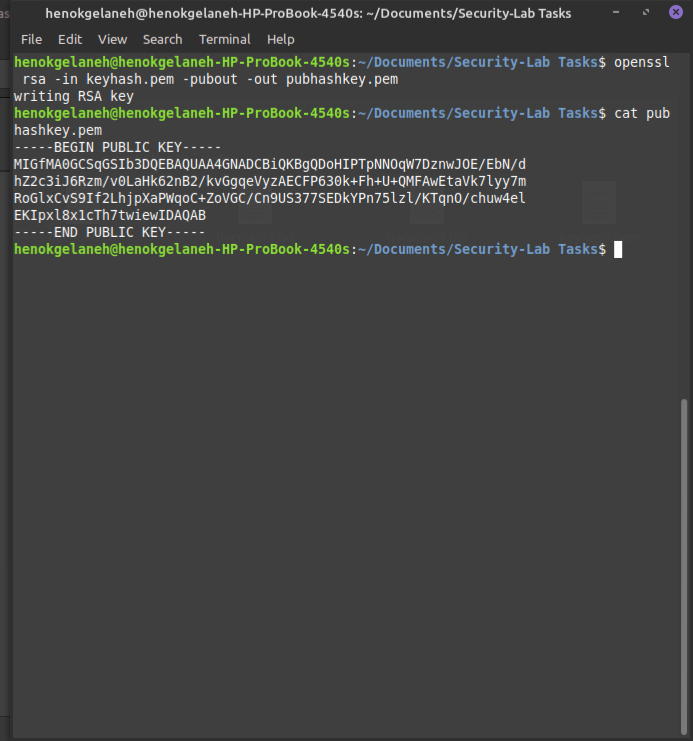 henokgelaneh@henokgelaneh-HP-ProBook-4540s: ~/Documents/Security-Lab Tasks
File Edit View Search Terminal Help
henokgelaneh@henokgelaneh-HP-ProBook-4540s:~/Documents/Security-Lab Tasks$ openssl
 rsa -in keyhash.pem -pubout -out pubhashkey.pem
writing RSA key
henokgelaneh@henokgelaneh-HP-ProBook-4540s:~/Documents/Security-Lab Tasks$ cat pub
hashkey.pem
-----BEGIN PUBLIC KEY-----
MIGfMA0GCSqGSIb3DQEBAQUAA4GNADCBiQKBgQDoHIPTpNNOqW7DznwJOE/EbN/d
hZ2c3iJ6Rzm/v0LaHk62nB2/kvGgqeVyzAECFP630k+Fh+U+QMFAwEtaVk7lyy7m
RoGlxCvS9If2LhjpXaPWqoC+ZoVGC/Cn9US377SEDkYPn75lzl/KTqnO/chuw4el
EKIpxl8x1cTh7twiewIDAQAB
-----END PUBLIC KEY-----
henokgelaneh@henokgelaneh-HP-ProBook-4540s:~/Documents/Security-Lab Tasks$